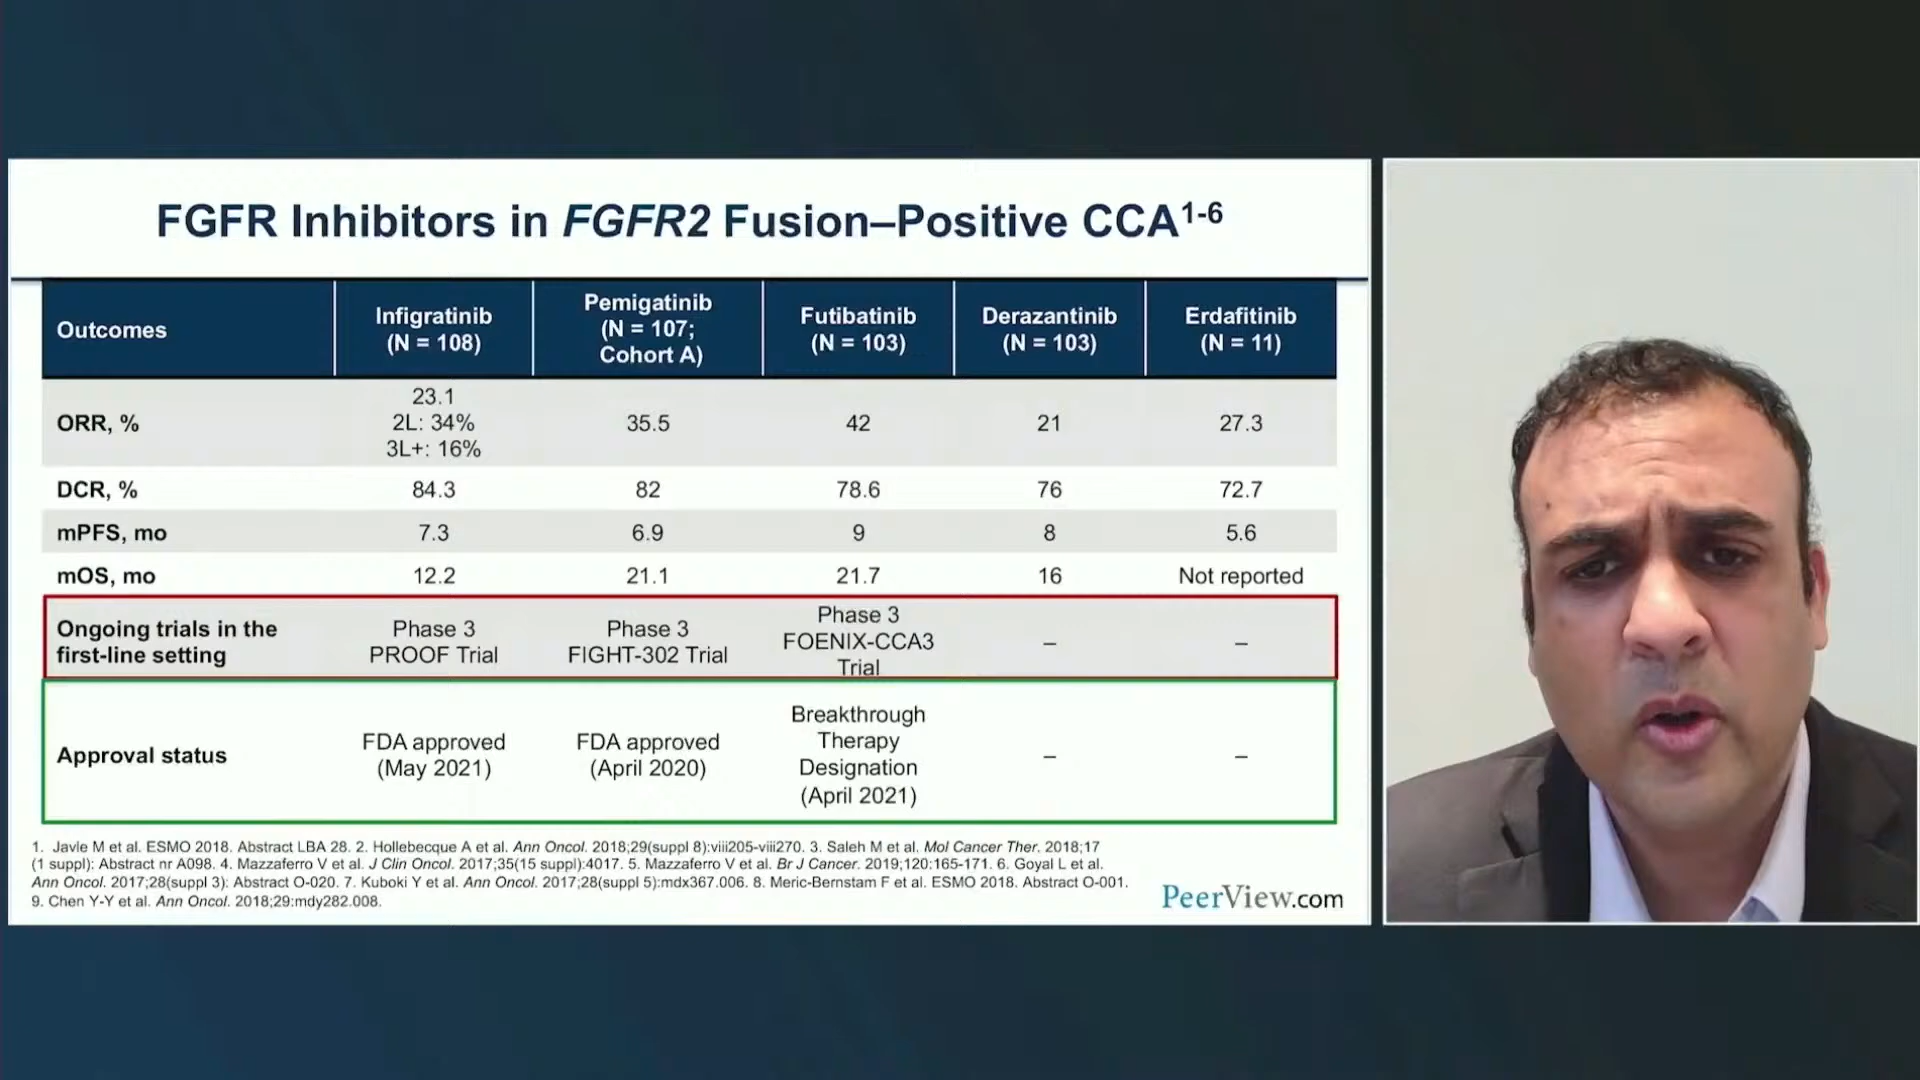 FGFR Inhibitors in FGFR2 Fusion–Positive CCA1-6
Outcomes
Infigratinib
(N = 108)
Pemigatinib
(N = 107;
Cohort A)
Futibatinib
(N = 103)
Derazantinib
(N = 103)
Erdafitinib
(N = 11)
ORR, %
23.1
2L: 34%
3L+: 16%
35.5
42
21
27.3
DCR, %
84.3
82
78.6
76
72.7
mPFS, mo
7.3
6.9
9
8
5.6
mOS, mo
12.2
21.1
21.7
16
Not reported
Ongoing trials in the
first-line setting
Phase 3
PROOF Trial
Phase 3
FIGHT-302 Trial
Phase 3
FOENIX-CCA3
Trial
–
–
Approval status
FDA approved
(May 2021)
FDA approved
(April 2020)
Breakthrough
Therapy
Designation
(April 2021)
–
–
1. Javle M et al. ESMO 2018. Abstract LBA 28. 2. Hollebecque A et al. Ann Oncol. 2018;29(suppl 8):viii205-viii270. 3. Saleh M et al. Mol Cancer Ther. 2018;17
(1 suppl): Abstract nr A098. 4. Mazzaferro V et al. J Clin Oncol. 2017;35(15 suppl):4017. 5. Mazzaferro V et al. Br J Cancer. 2019;120:165-171. 6. Goyal L et al.
Ann Oncol. 2017;28(suppl 3): Abstract O-020. 7. Kuboki Y et al. Ann Oncol. 2017;28(suppl 5):mdx367.006. 8. Meric-Bernstam F et al. ESMO 2018. Abstract O-001.
9. Chen Y-Y et al. Ann Oncol. 2018;29:mdy282.008.
PeerView.com